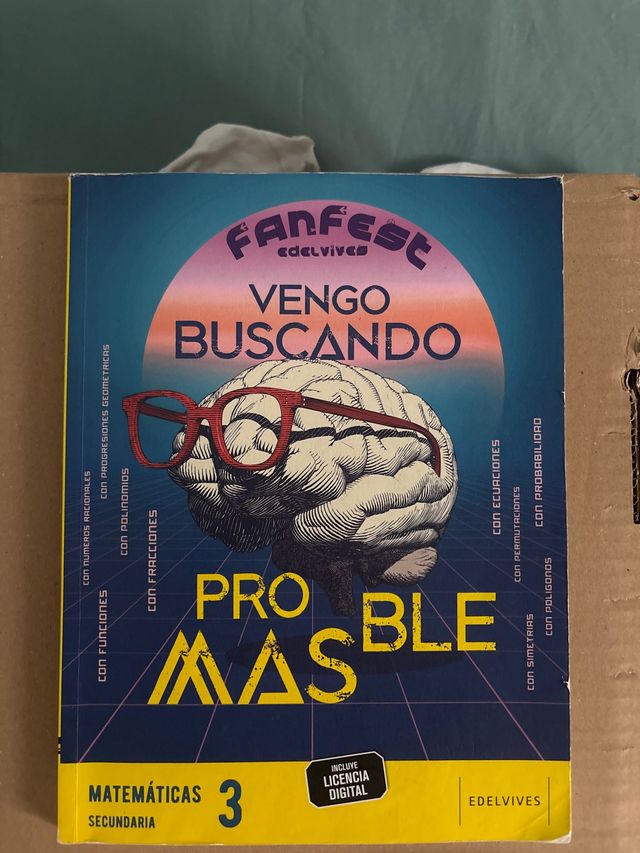 FANFEST
EDELVIVES
VENGO
BUSCANDO
CON NÚMEROS RACIONALES
CON PROGRESIONES GEOMÉTRICAS
CON POLINOMIOS
CON FRACCIONES
CON FUNCIONES
CON ECUACIONES
CON PERMUTACIONES
CON PROBABILIDAD
CON SIMETRÍAS
CON POLÍGONOS
PRO
BLE
MAS
MATEMÁTICAS
SECUNDARIA
3
INCLUYE
LICENCIA
DIGITAL
EDELVIVES